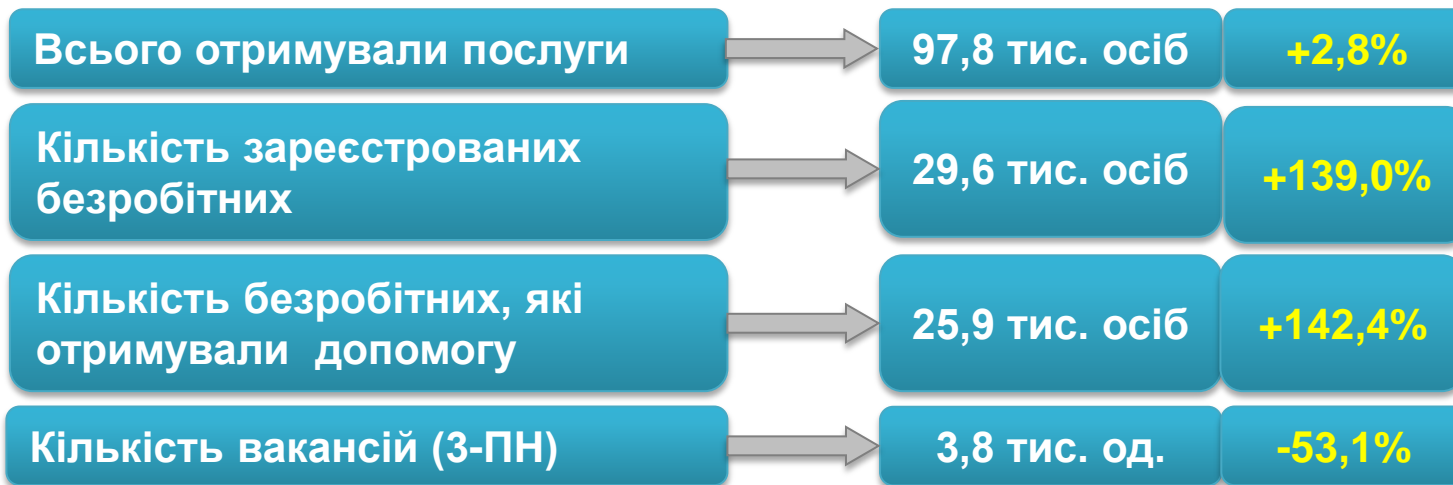 Всього отримували послуги 97,8 тис. осіб +2,8%
Кількість зареєстрованих
безробітних 29,6 тис. осіб +139,0%
Кількість безробітних, які
отримували допомогу 25,9 тис. осіб +142,4%
Кількість вакансій (3-ПН) 3,8 тис. од. -53,1%